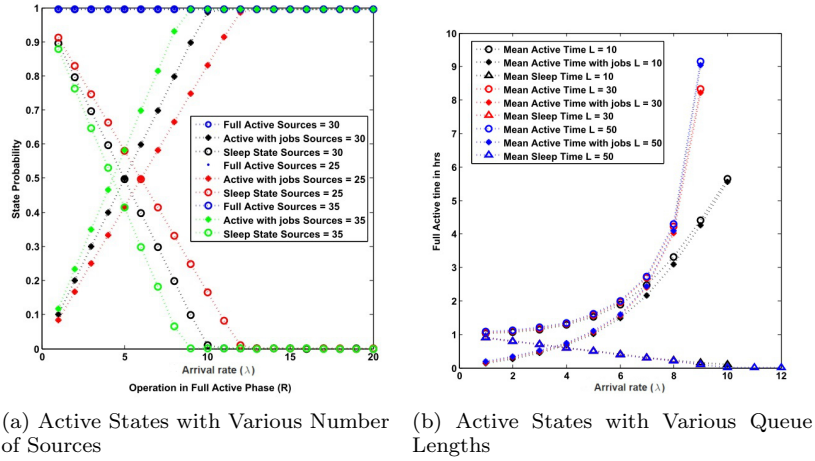 1
0.9
0.8
0.7
0.6
0.5
0.4
0.3
0.2
0.1
0
State Probability
Full Active Sources = 30
Active with jobs Sources = 30
Sleep State Sources = 30
Full Active Sources = 25
Active with jobs Sources = 25
Sleep State Sources = 25
Full Active Sources = 35
Active with jobs Sources = 35
Sleep State Sources = 35
0 5 10 15 20
Arrival rate (λ)
Operation in Full Active Phase (R)
(a) Active States with Various Number
of Sources
10
9
8
7
6
5
4
3
2
1
0
Full Active time in hrs
Mean Active Time L = 10
Mean Active Time with jobs L = 10
Mean Sleep Time L = 10
Mean Active Time L = 30
Mean Active Time with jobs L = 30
Mean Sleep Time L = 30
Mean Active Time L = 50
Mean Active Time with jobs L = 50
Mean Sleep Time L = 50
0 2 4 6 8 10 12
Arrival rate (λ)
(b) Active States with Various Queue
Lengths